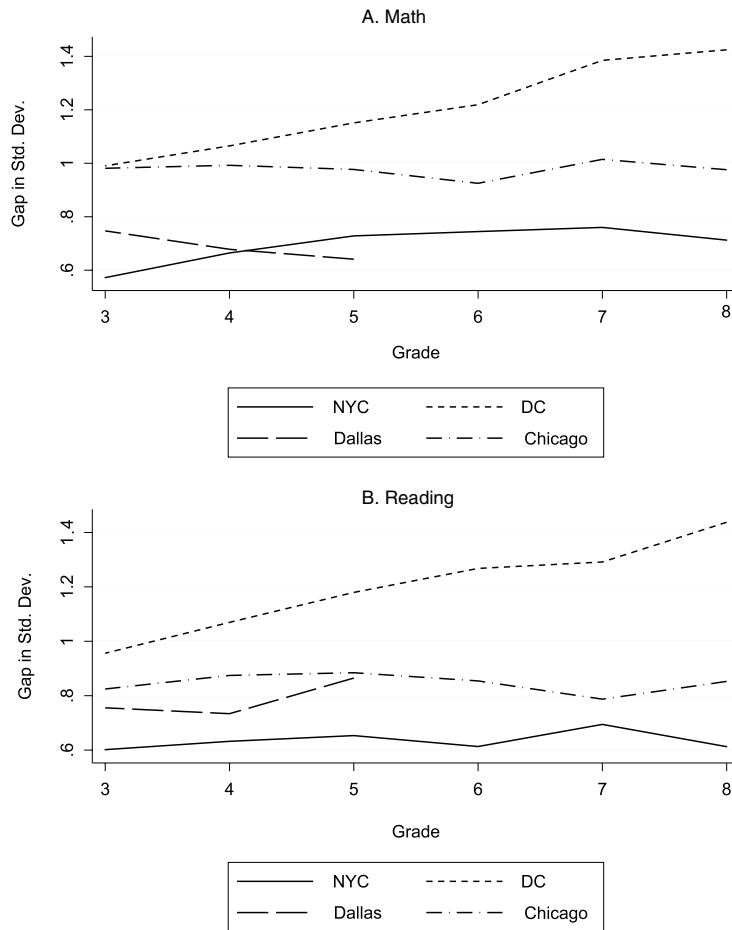 A. Math
Gap in Std. Dev.
1.4
1.2
1
.8
.6
3 4 5 6 7 8
Grade
NYC DC
Dallas Chicago
B. Reading
Gap in Std. Dev.
1.4
1.2
1
.8
.6
3 4 5 6 7 8
Grade
NYC DC
Dallas Chicago